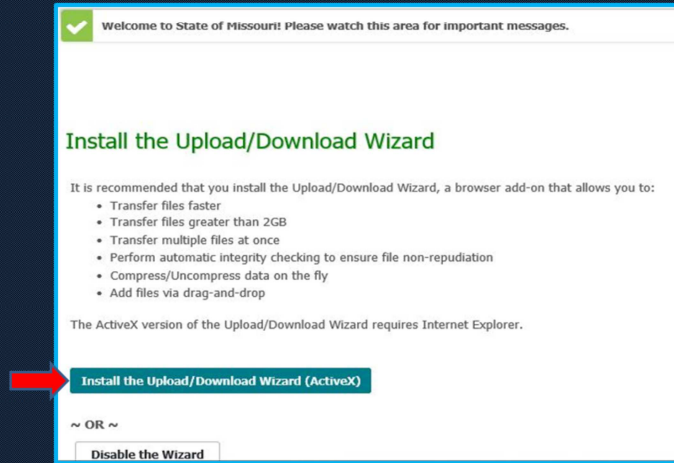 Welcome to State of Missouri! Please watch this area for important messages.
Install the Upload/Download Wizard
It is recommended that you install the Upload/Download Wizard, a browser add-on that allows you to:
• Transfer files faster
• Transfer files greater than 2GB
• Transfer multiple files at once
• Perform automatic integrity checking to ensure file non-repudiation
• Compress/Uncompress data on the fly
• Add files via drag-and-drop
The ActiveX version of the Upload/Download Wizard requires Internet Explorer.
Install the Upload/Download Wizard (ActiveX)
~ OR ~
Disable the Wizard